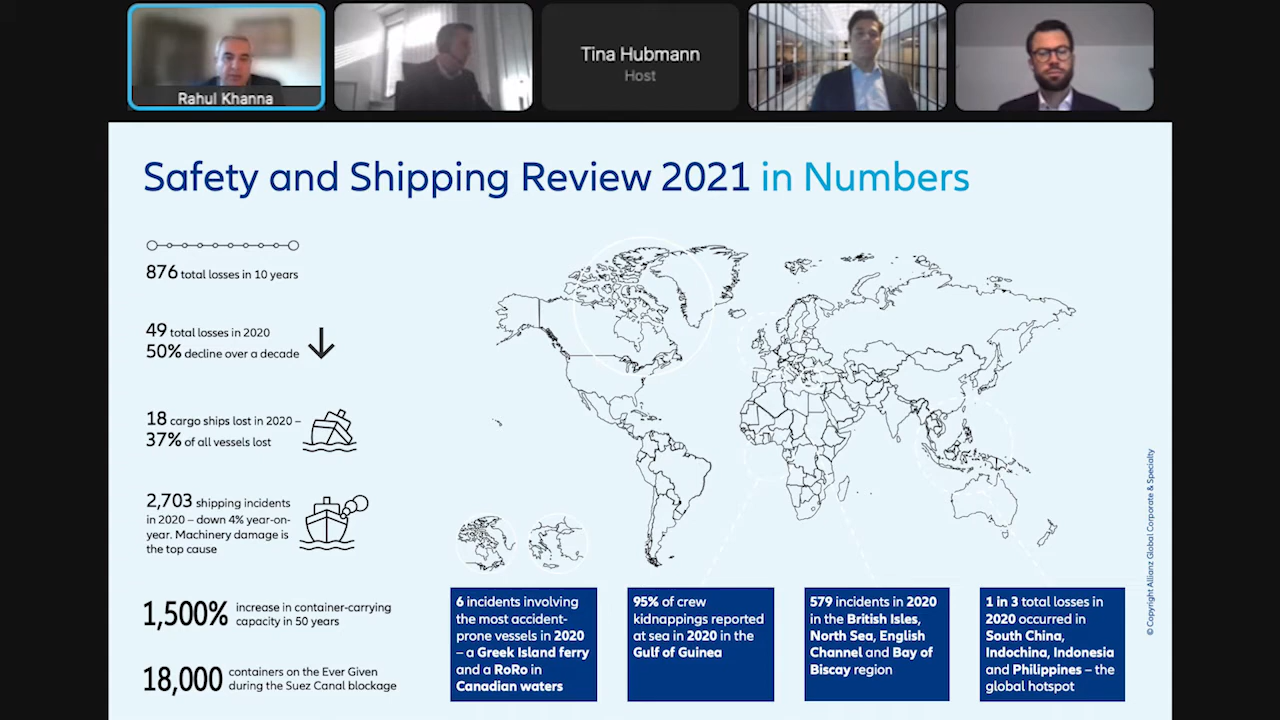 Rahul Khanna
Tina Hubmann
Host
Safety and Shipping Review 2021 in Numbers
876 total losses in 10 years
49 total losses in 2020
50% decline over a decade
18 cargo ships lost in 2020 –
37% of all vessels lost
2,703 shipping incidents
in 2020 – down 4% year-on-
year. Machinery damage is
the top cause
1,500% increase in container-carrying
capacity in 50 years
18,000 containers on the Ever Given
during the Suez Canal blockage
6 incidents involving
the most accident-
prone vessels in 2020
– a Greek Island ferry
and a RoRo in
Canadian waters
95% of crew
kidnappings reported
at sea in 2020 in the
Gulf of Guinea
579 incidents in 2020
in the British Isles,
North Sea, English
Channel and Bay of
Biscay region
1 in 3 total losses in
2020 occurred in
South China,
Indochina, Indonesia
and Philippines – the
global hotspot
© Copyright Allianz Global Corporate & Specialty